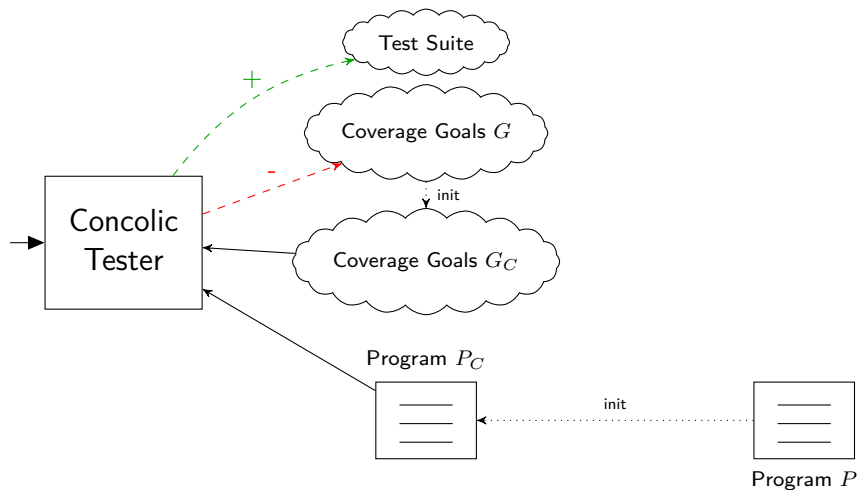 Test Suite
+
Coverage Goals G
-
init
Concolic
Tester
Coverage Goals G_C
Program P_C
init
Program P